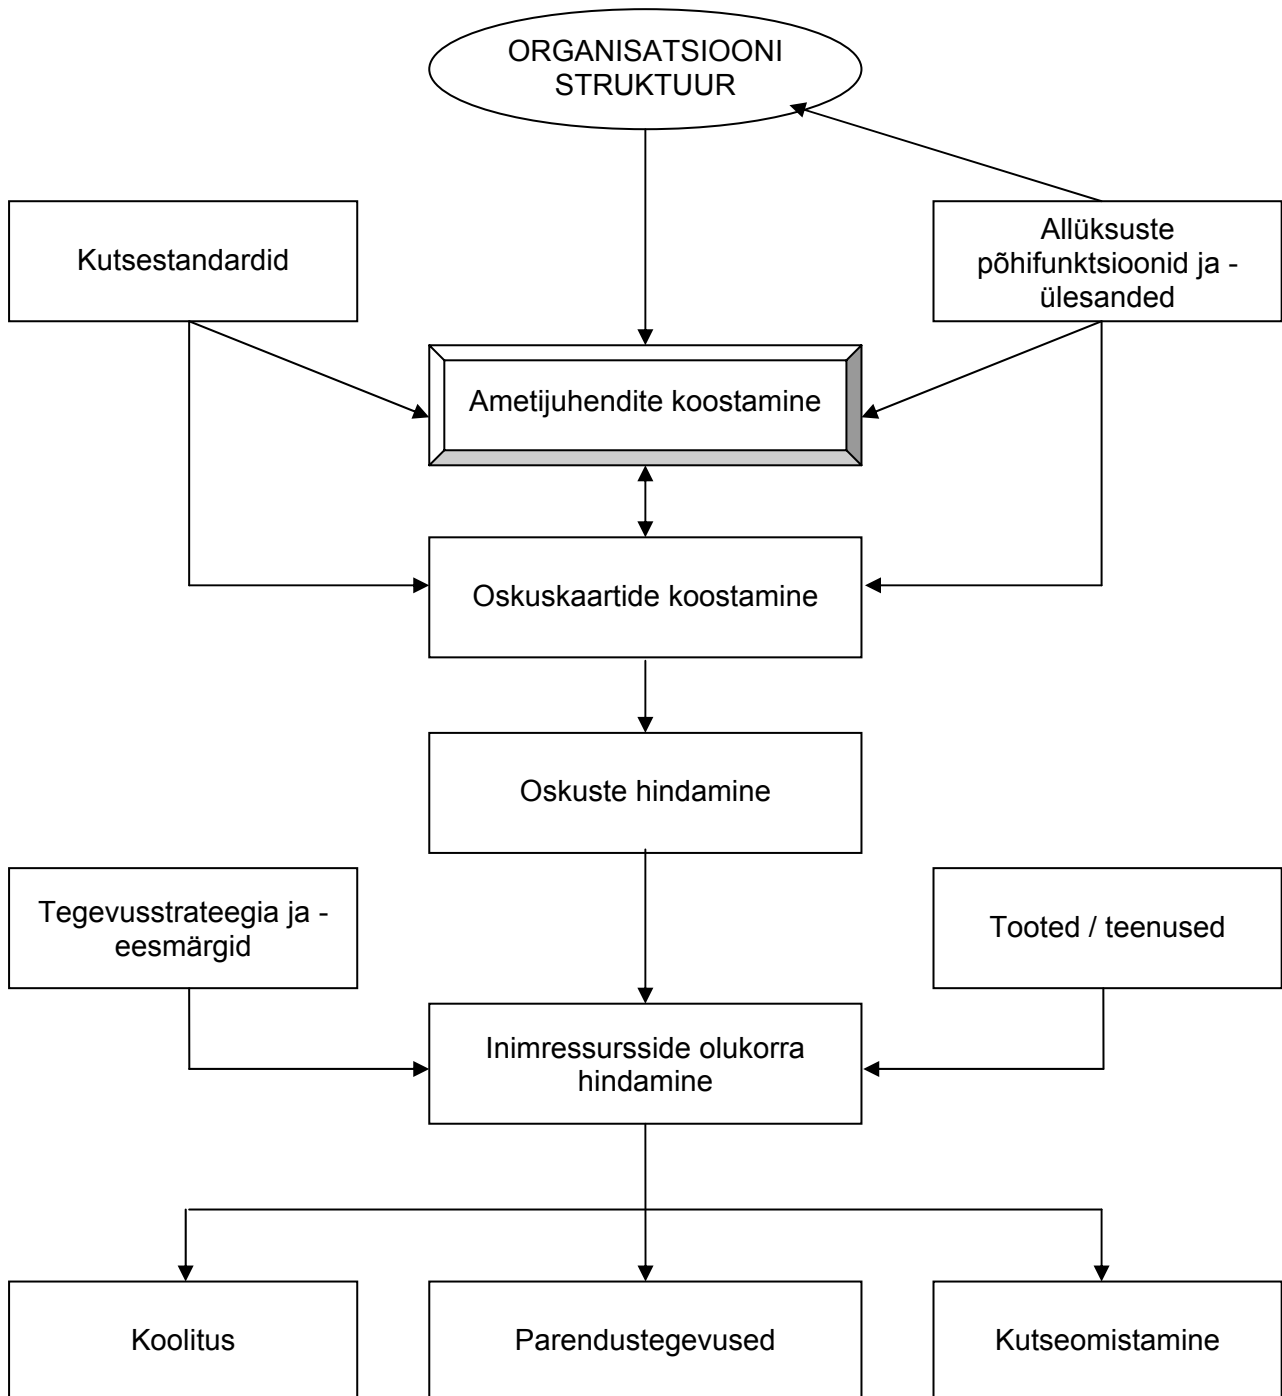 ORGANISATSIOONI
STRUKTUUR
Kutsestandardid
Allüksuste
põhifunktsioonid ja -
ülesanded
Ametijuhendite koostamine
Oskuskaartide koostamine
Oskuste hindamine
Tegevusstrateegia ja -
eesmärgid
Tooted / teenused
Inimressursside olukorra
hindamine
Koolitus
Parendustegevused
Kutseomistamine